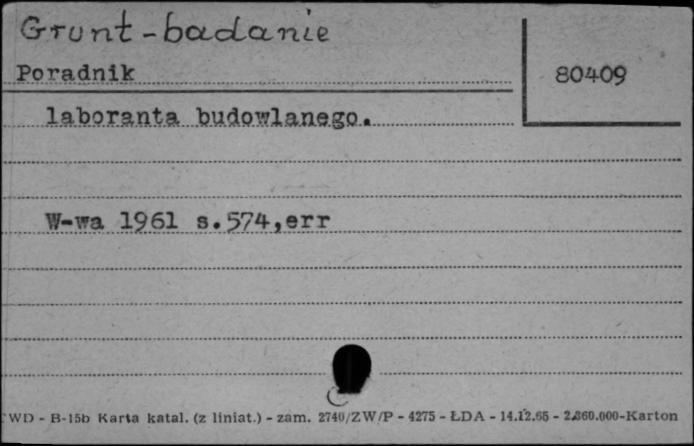 Grunt-badanie
Poradnik
80409
laboranta budowlanego.
W-wa 1961 s.574,err
WD - B-15b Karta katal. (z liniat.) - zam. 2740/ZW/P - 4275 - ŁDA - 14.12.65 - 2.860.000-Karton